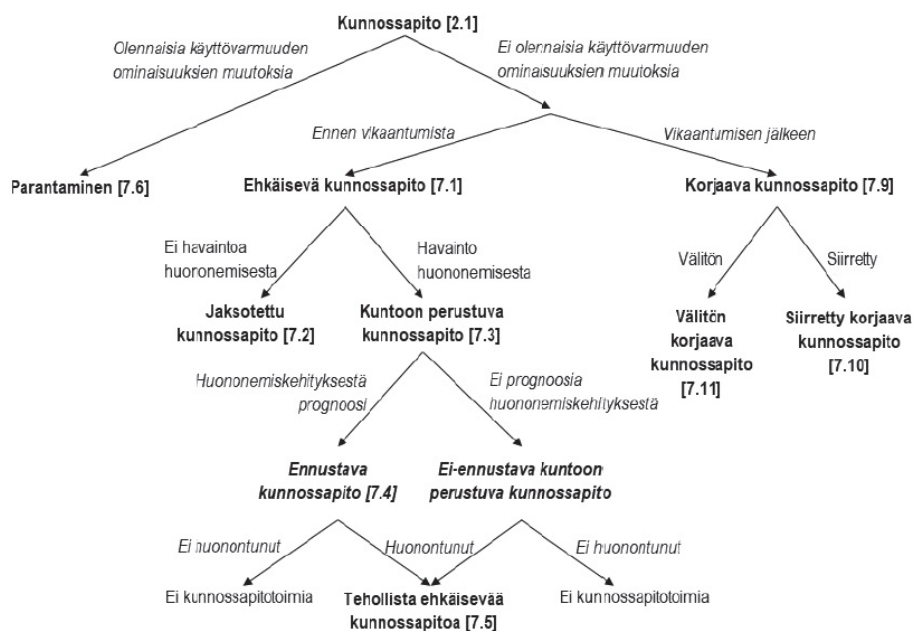 Kunnossapito [2.1]
Olennaisia käyttövarmuuden
ominaisuuksien muutoksia
Ei olennaisia käyttövarmuuden
ominaisuuksien muutoksia
Ennen vikaantumista
Vikaantumisen jälkeen
Parantaminen [7.6]
Ehkäisevä kunnossapito [7.1]
Korjaava kunnossapito [7.9]
Ei havaintoa
huononemisesta
Havainto
huononemisesta
Välitön
Siirretty
Jaksotettu
kunnossapito [7.2]
Kuntoon perustuva
kunnossapito [7.3]
Välitön
korjaava
kunnossapito
[7.11]
Siirretty korjaava
kunnossapito
[7.10]
Huononemiskehityksestä
prognoosi
Ei prognoosia
huononemiskehityksestä
Ennustava
kunnossapito [7.4]
Ei-ennustava kuntoon
perustuva kunnossapito
Ei huonontunut
Huonontunut
Ei huonontunut
Ei kunnossapitotoimia
Tehollista ehkäisevää
kunnossapitoa [7.5]
Ei kunnossapitotoimia